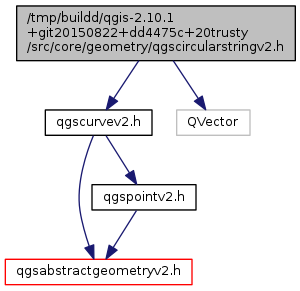 /tmp/buildd/qgis-2.10.1
+git20150822+dd4475c+20trusty
/src/core/geometry/qgscircularstringv2.h
qgscurvev2.h
QVector
qgspointv2.h
qgsabstractgeometryv2.h